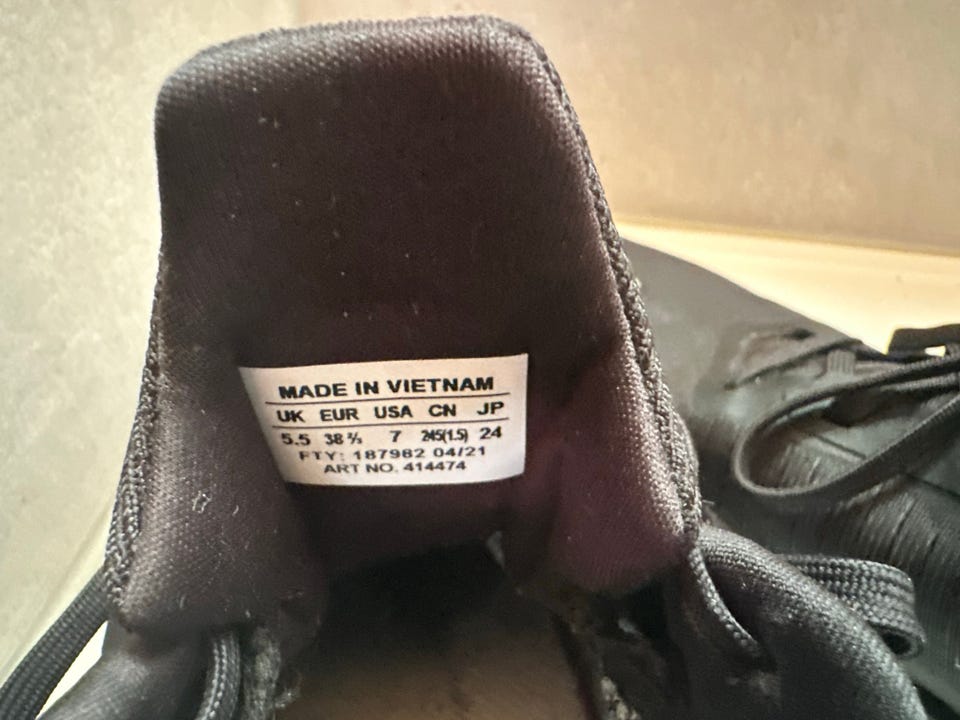 MADE IN VIETNAM
UK EUR USA CN JP
5.5 38⅔ 7 245(1.5) 24
FTY: 187982 04/21
ART NO. 414474